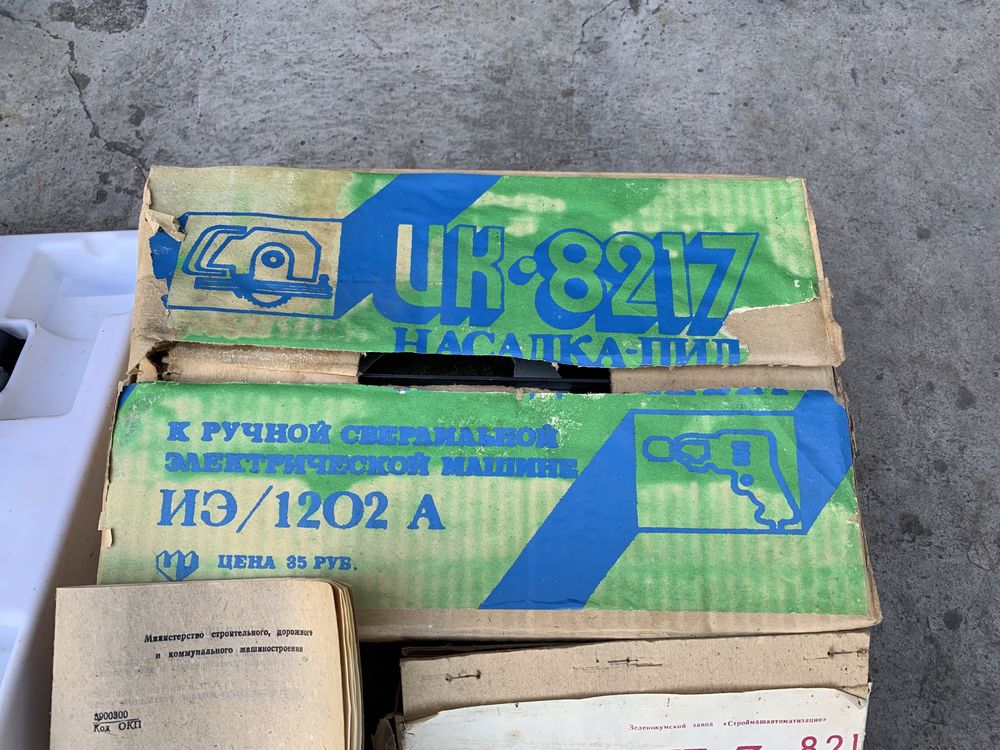 ИК-8217
НАСАДКА-ПИЛ
К РУЧНОЙ СВЕРЛИЛЬНОЙ
ЭЛЕКТРИЧЕСКОЙ МАШИНЕ
ИЭ/1202 А
ЦЕНА 35 РУБ.
Министерство строительного, дорожного
и коммунального машиностроения
5900300
Код ОКП
Зеленокумский завод «Строймашавтоматизация»
821